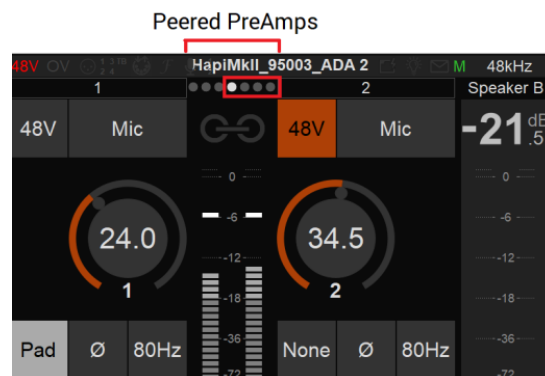 Peered PreAmps
48V OV HapiMkII_95003_ADA 2 M 48kHz
1 2 Speaker B
48V Mic 48V Mic -21 dB .5
0 0
-6 -6
24.0 34.5
-12 -12
1 2
-18 -18
Pad Ø 80Hz -36 None Ø 80Hz -36
-72 -72